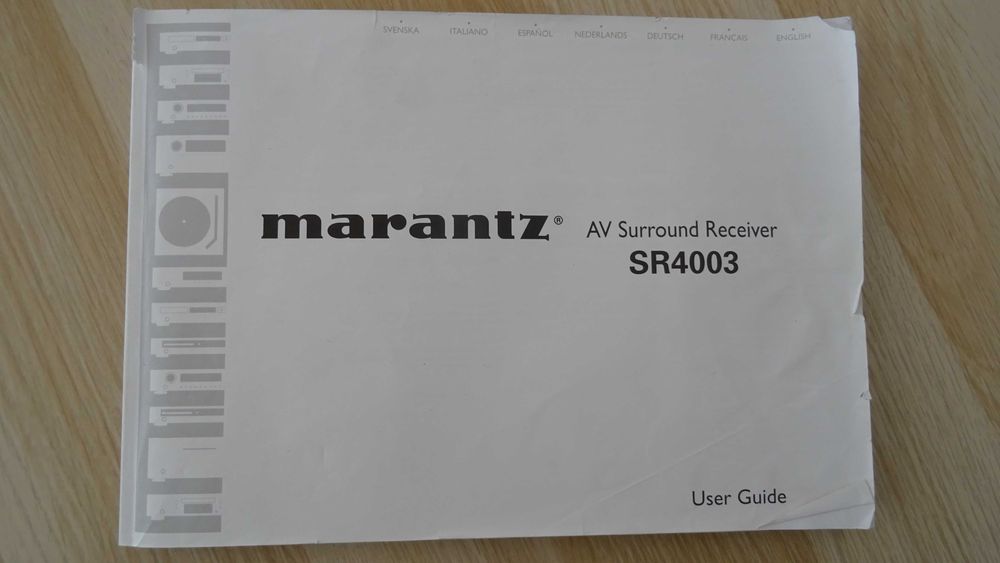 SVENSKA ITALIANO ESPAÑOL NEDERLANDS DEUTSCH FRANÇAIS ENGLISH
marantz® AV Surround Receiver
SR4003
User Guide